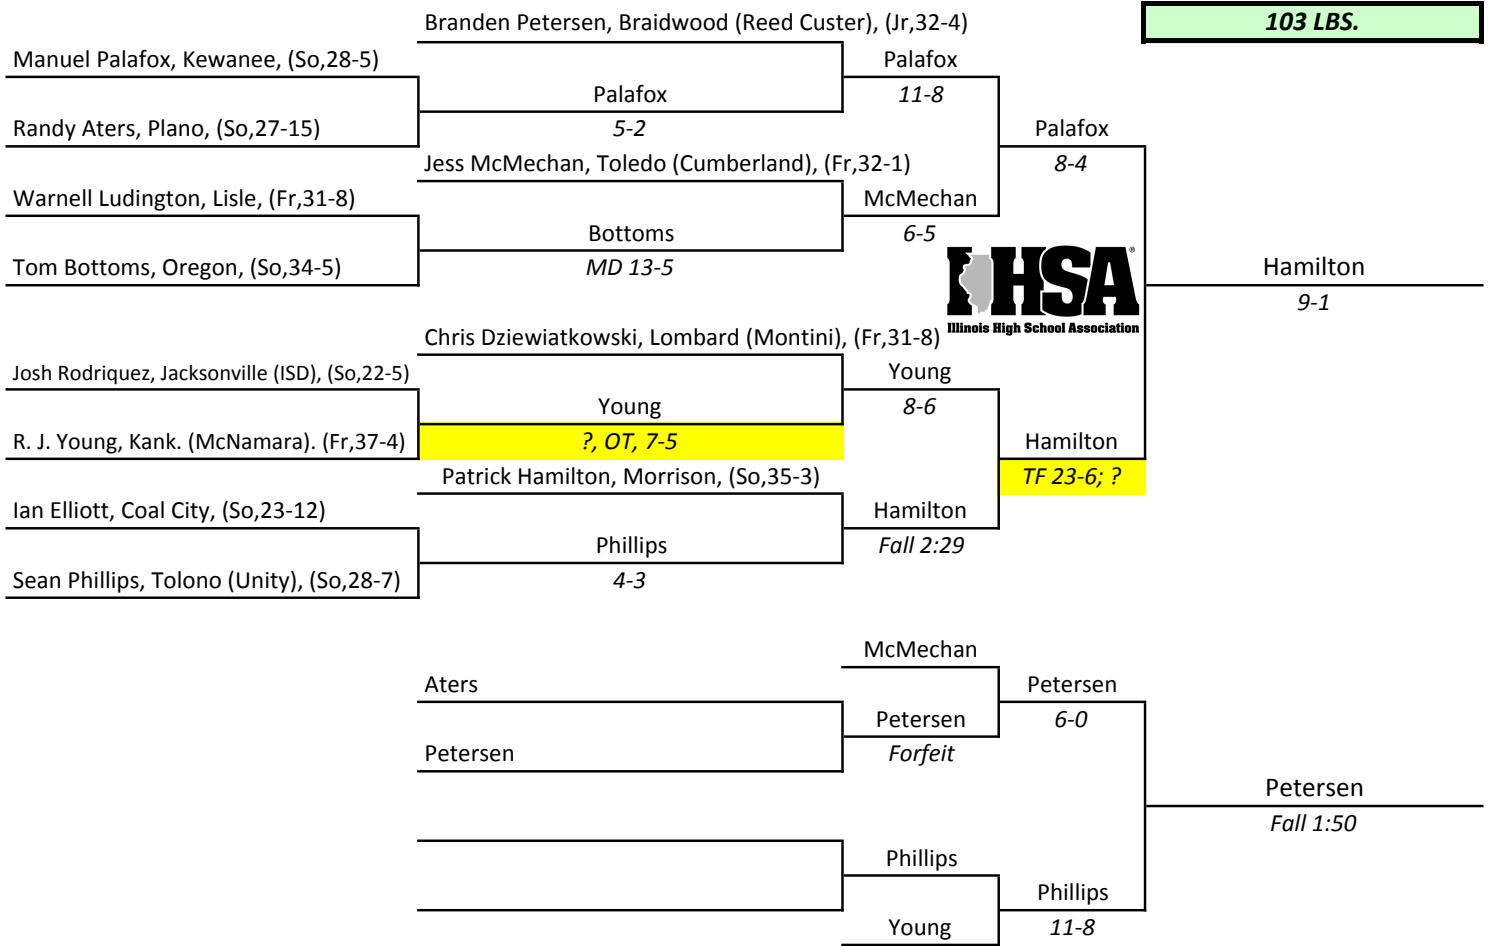 Branden Petersen, Braidwood (Reed Custer), (Jr,32-4)
103 LBS.
Manuel Palafox, Kewanee, (So,28-5)
Palafox
Palafox
11-8
Randy Aters, Plano, (So,27-15)
5-2
Palafox
Jess McMechan, Toledo (Cumberland), (Fr,32-1)
8-4
Warnell Ludington, Lisle, (Fr,31-8)
McMechan
Bottoms
6-5
Tom Bottoms, Oregon, (So,34-5)
MD 13-5
IHSA
®
Hamilton
9-1
Illinois High School Association
Chris Dziewiatkowski, Lombard (Montini), (Fr,31-8)
Josh Rodriquez, Jacksonville (ISD), (So,22-5)
Young
Young
8-6
R. J. Young, Kank. (McNamara). (Fr,37-4)
?, OT, 7-5
Hamilton
Patrick Hamilton, Morrison, (So,35-3)
TF 23-6; ?
Ian Elliott, Coal City, (So,23-12)
Hamilton
Phillips
Fall 2:29
Sean Phillips, Tolono (Unity), (So,28-7)
4-3
McMechan
Aters
Petersen
Petersen
6-0
Petersen
Forfeit
Petersen
Fall 1:50
Phillips
Phillips
Young
11-8